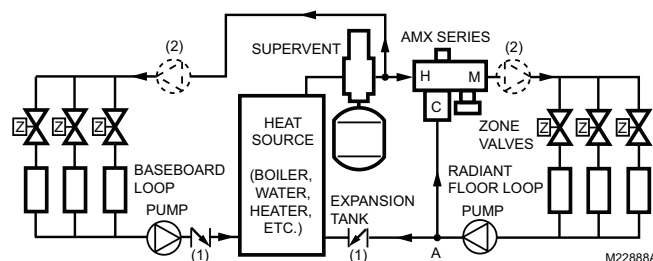 (2)
SUPERVENT
AMX SERIES
(2)
H
M
C
Z
Z
Z
HEAT
SOURCE
(BOILER,
WATER,
HEATER,
ETC.)
ZONE
VALVES
Z
Z
Z
BASEBOARD
LOOP
PUMP
(1)
EXPANSION
TANK
(1)
RADIANT
FLOOR LOOP
PUMP
A
M22888A